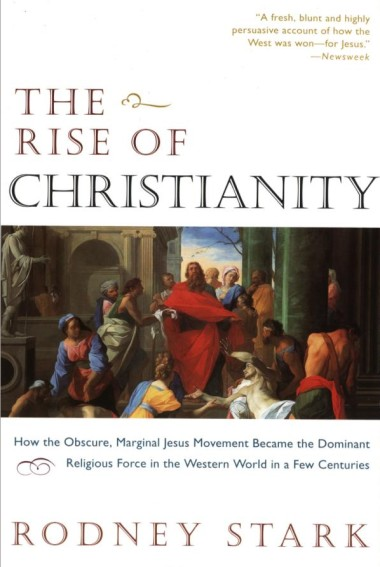 "A fresh, blunt and highly
persuasive account of how the
West was won—for Jesus."
—Newsweek
THE
RISE OF
CHRISTIANITY
How the Obscure, Marginal Jesus Movement Became the Dominant
Religious Force in the Western World in a Few Centuries
RODNEY STARK